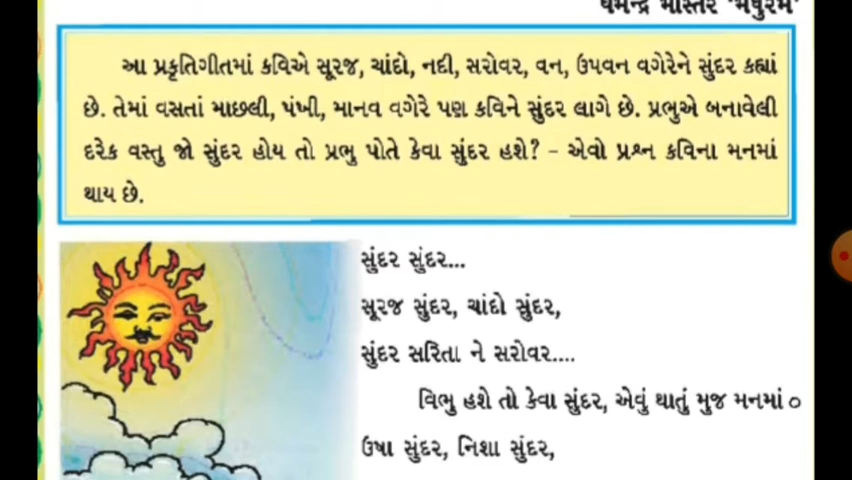 ધર્મેન્દ્ર માસ્તર 'મધુરમ'
આ પ્રકૃતિગીતમાં કવિએ સૂરજ, ચાંદો, નદી, સરોવર, વન, ઉપવન વગેરેને સુંદર કહ્યાં
છે. તેમાં વસતાં માછલી, પંખી, માનવ વગેરે પણ કવિને સુંદર લાગે છે. પ્રભુએ બનાવેલી
દરેક વસ્તુ જો સુંદર હોય તો પ્રભુ પોતે કેવા સુંદર હશે? – એવો પ્રશ્ન કવિના મનમાં
થાય છે.
સુંદર સુંદર...
સૂરજ સુંદર, ચાંદો સુંદર,
સુંદર સરિતા ને સરોવર....
વિભુ હશે તો કેવા સુંદર, એવું થાતું મુજ મનમાં ૦
ઉષા સુંદર, નિશા સુંદર,